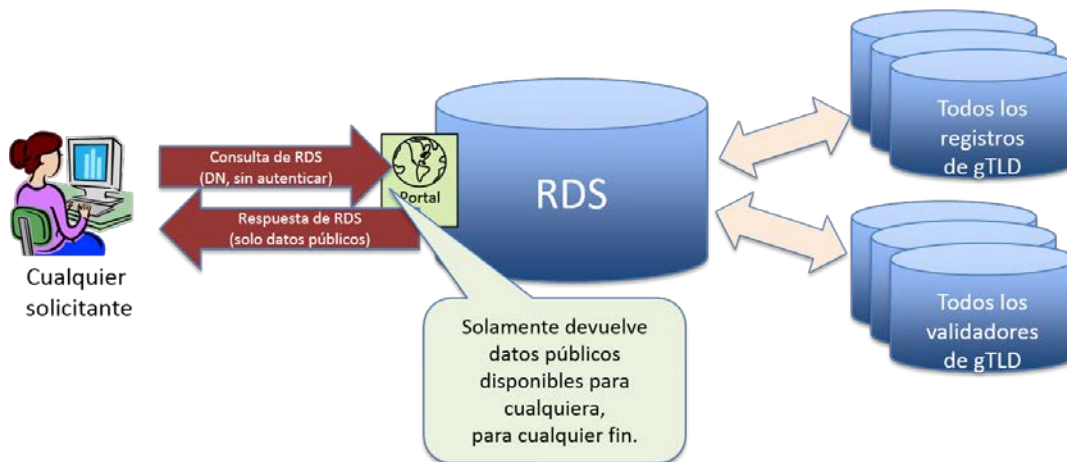 Cualquier
solicitante
Consulta de RDS
(DN, sin autenticar)
Respuesta de RDS
(solo datos públicos)
Portal
RDS
Solamente devuelve
datos públicos
disponibles para
cualquiera,
para cualquier fin.
Todos los
registros
de gTLD
Todos los
validadores
de gTLD